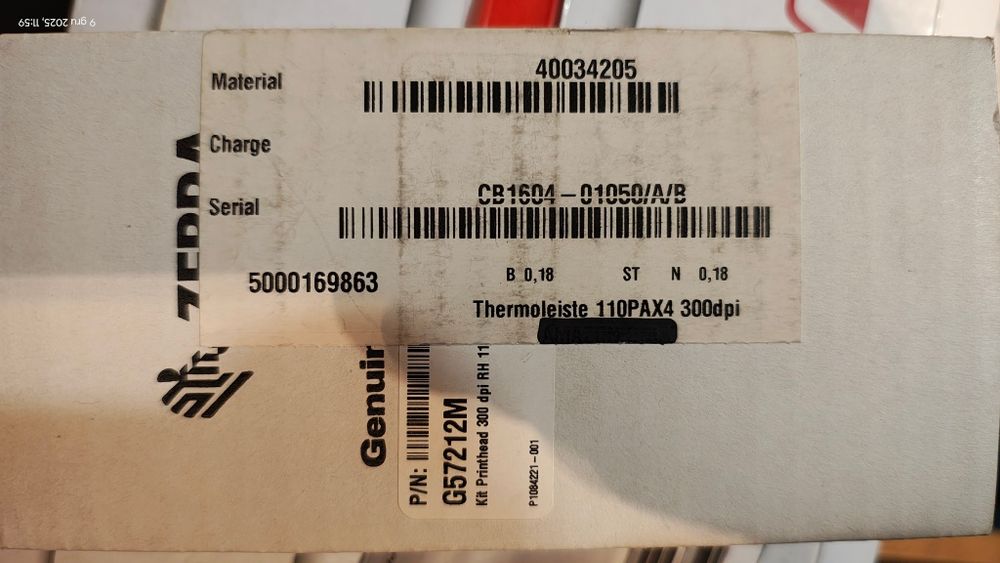 9 gru 2025, 11:59
Material
40034205
Charge
Serial
CB1604-01050/A/B
5000169863
B 0,18 ST N 0,18
Thermoleiste 110PAX4 300dpi
ZEBRA
Genuin
P/N:
G57212M
Kit Printhead 300 dpi RH 11
P1084221-001